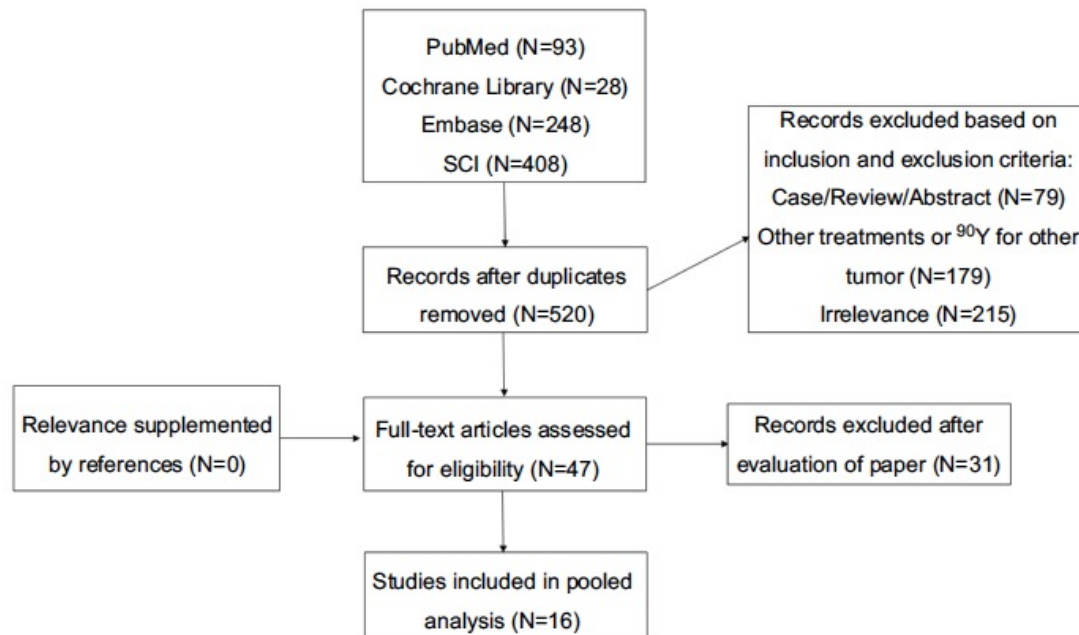 PubMed (N=93)
Cochrane Library (N=28)
Embase (N=248)
SCI (N=408)
Records excluded based on
inclusion and exclusion criteria:
Case/Review/Abstract (N=79)
Other treatments or ⁹⁰Y for other
tumor (N=179)
Irrelevance (N=215)
Records after duplicates
removed (N=520)
Relevance supplemented
by references (N=0)
Full-text articles assessed
for eligibility (N=47)
Records excluded after
evaluation of paper (N=31)
Studies included in pooled
analysis (N=16)